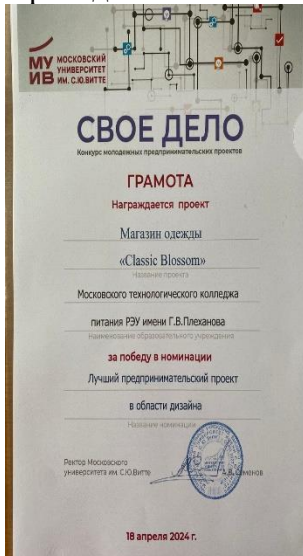 МУ ИВ МОСКОВСКИЙ УНИВЕРСИТЕТ ИМ. С.Ю.ВИТТЕ
СВОЕ ДЕЛО
Конкурс молодежных предпринимательских проектов
ГРАМОТА
Награждается проект
Магазин одежды
«Classic Blossom»
Название проекта
Московского технологического колледжа
питания РЭУ имени Г.В.Плеханова
Наименование образовательного учреждения
за победу в номинации
Лучший предпринимательский проект
в области дизайна
Название номинации
Ректор Московского
университета им. С.Ю.Витте
А.В. Семенов
18 апреля 2024 г.